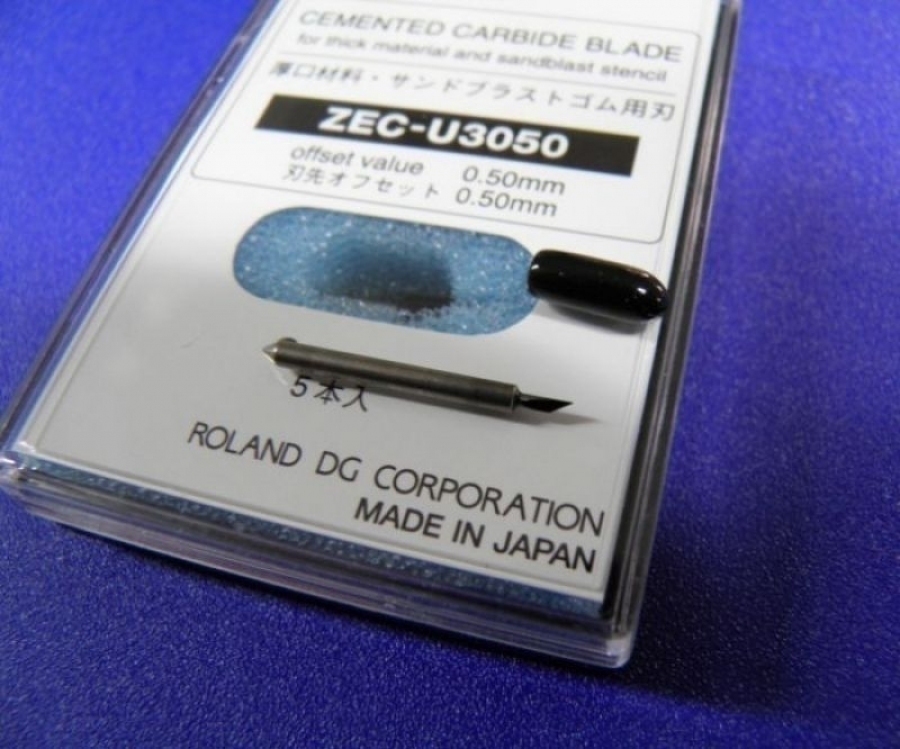 CEMENTED CARBIDE BLADE
for thick material and sandblast stencil
厚口材料・サンドブラストゴム用刃
ZEC-U3050
offset value 0.50mm
刃先オフセット 0.50mm
5本入
ROLAND DG CORPORATION
MADE IN JAPAN